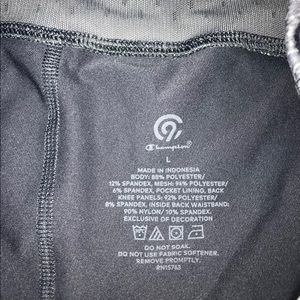 C9
Champion
L
MADE IN INDONESIA
BODY: 88% POLYESTER/
12% SPANDEX, MESH: 94% POLYESTER/
6% SPANDEX, POCKET LINING, BACK
KNEE PANELS: 92% POLYESTER/
8% SPANDEX, INSIDE BACK WAISTBAND:
90% NYLON/ 10% SPANDEX
EXCLUSIVE OF DECORATION
DO NOT SOAK.
DO NOT USE FABRIC SOFTENER.
REMOVE PROMPTLY.
RN15763